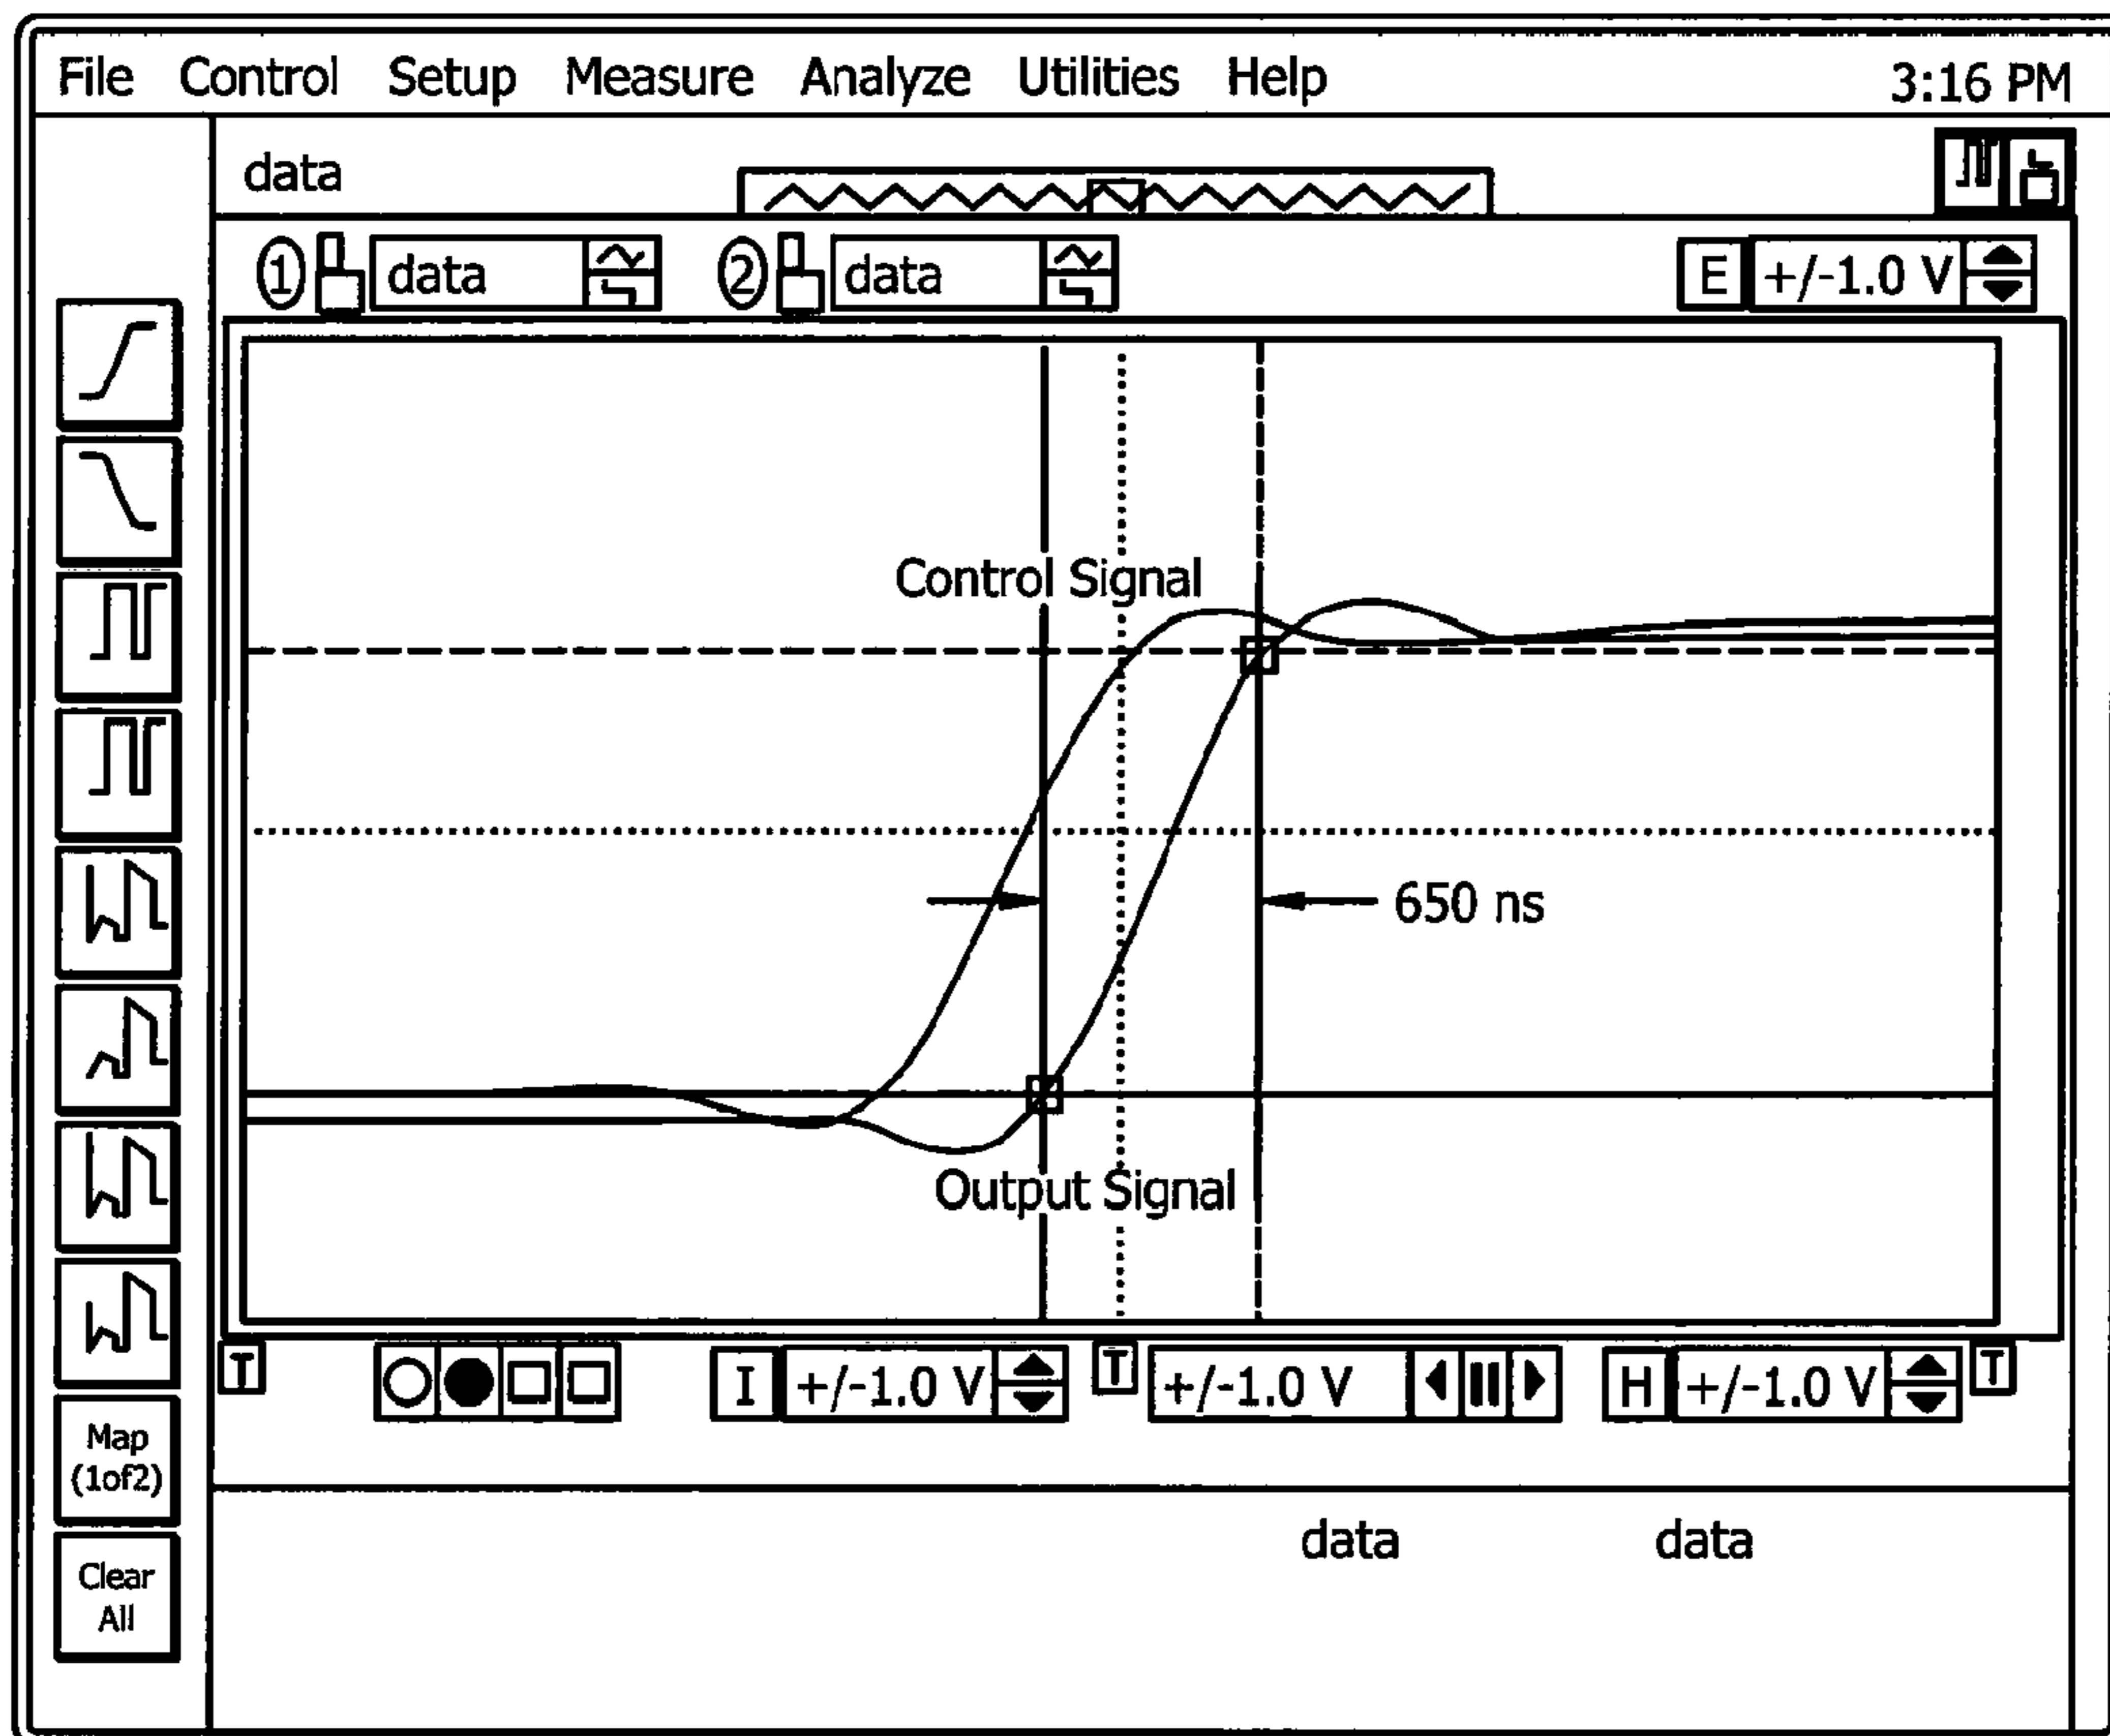 File Control Setup Measure Analyze Utilities Help 3:16 PM
data
1 data 2 data E +/-1.0 V
Control Signal
650 ns
Output Signal
T I +/-1.0 V T +/-1.0 V H +/-1.0 V T
Map
(1of2)
Clear
All
data data